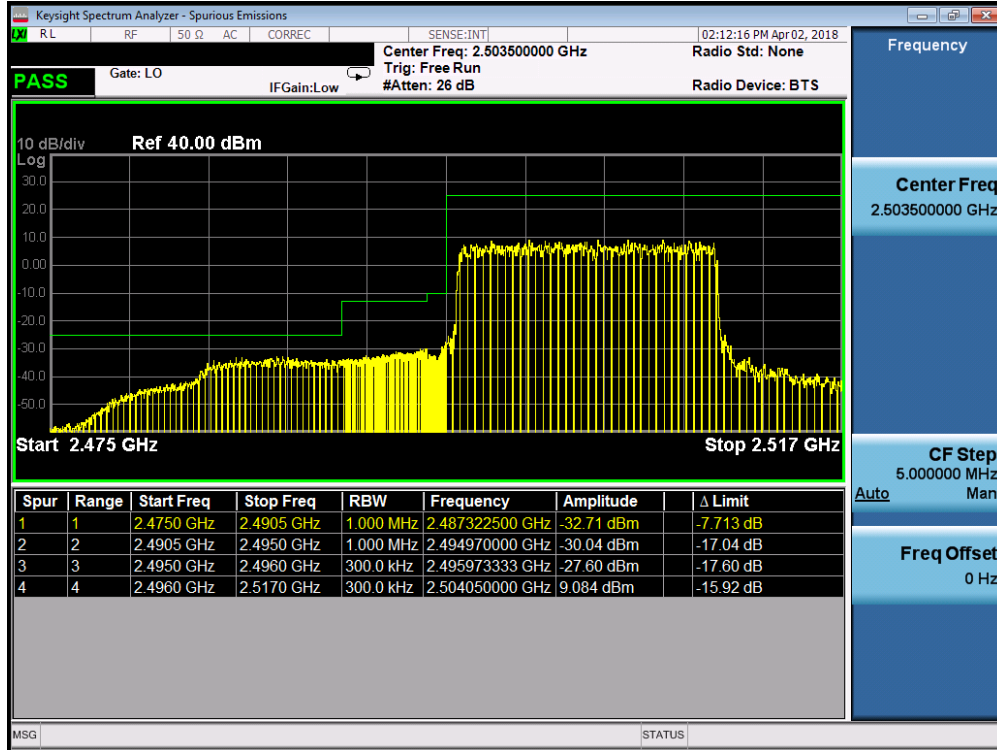 Keysight Spectrum Analyzer - Spurious Emissions
LXI RL RF 50 Ω AC CORREC SENSE:INT 02:12:16 PM Apr 02, 2018
Center Freq: 2.503500000 GHz Radio Std: None
Trig: Free Run
PASS Gate: LO IFGain:Low #Atten: 26 dB Radio Device: BTS
10 dB/div Ref 40.00 dBm
Log
30.0
20.0
10.0
0.00
-10.0
-20.0
-30.0
-40.0
-50.0
Start 2.475 GHz Stop 2.517 GHz
Spur Range Start Freq Stop Freq RBW Frequency Amplitude Δ Limit
1 1 2.4750 GHz 2.4905 GHz 1.000 MHz 2.487322500 GHz -32.71 dBm -7.713 dB
2 2 2.4905 GHz 2.4950 GHz 1.000 MHz 2.494970000 GHz -30.04 dBm -17.04 dB
3 3 2.4950 GHz 2.4960 GHz 300.0 kHz 2.495973333 GHz -27.60 dBm -17.60 dB
4 4 2.4960 GHz 2.5170 GHz 300.0 kHz 2.504050000 GHz 9.084 dBm -15.92 dB
Frequency
Center Freq
2.503500000 GHz
CF Step
5.000000 MHz
Auto Man
Freq Offset
0 Hz
MSG STATUS